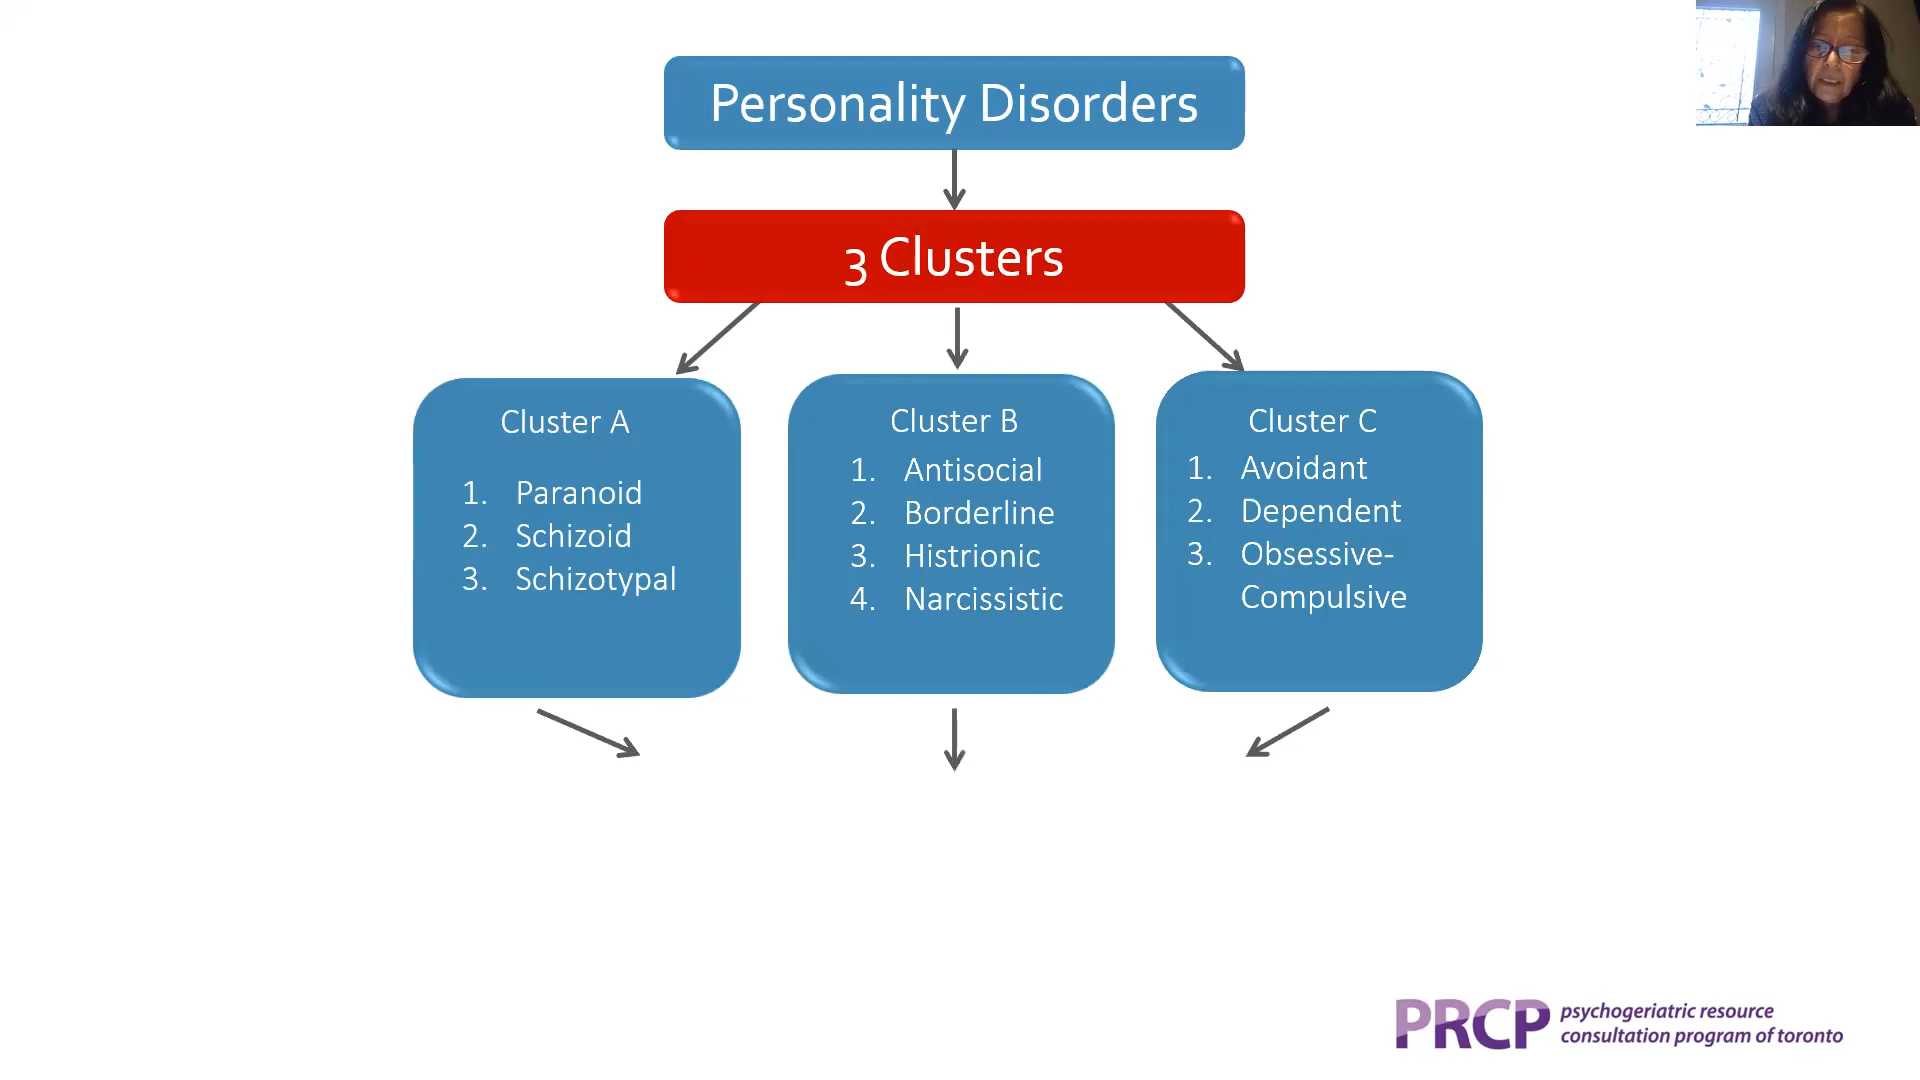 Personality Disorders
3 Clusters
Cluster A
1. Paranoid
2. Schizoid
3. Schizotypal
Cluster B
1. Antisocial
2. Borderline
3. Histrionic
4. Narcissistic
Cluster C
1. Avoidant
2. Dependent
3. Obsessive-
Compulsive
PRCP
psychogeriatric resource
consultation program of toronto